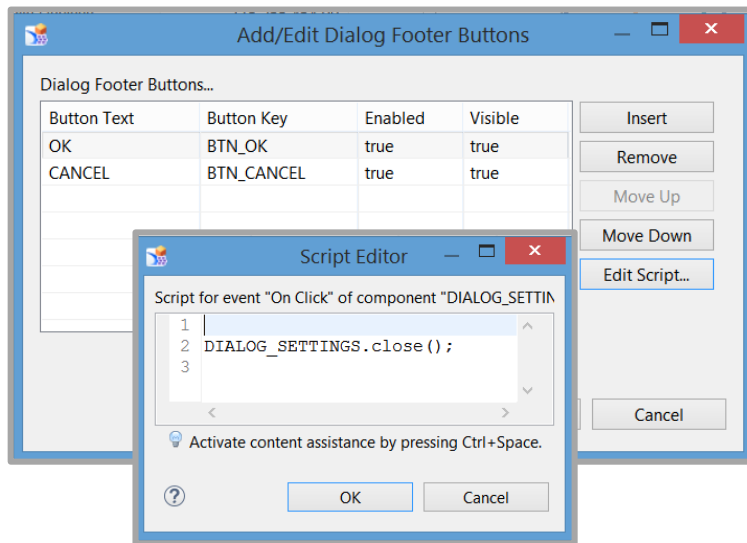 Add/Edit Dialog Footer Buttons
Dialog Footer Buttons...
Button Text Button Key Enabled Visible
OK BTN_OK true true
CANCEL BTN_CANCEL true true
Insert
Remove
Move Up
Move Down
Edit Script...
Cancel
Script Editor
Script for event "On Click" of component "DIALOG_SETTIN
1
2 DIALOG_SETTINGS.close();
3
Activate content assistance by pressing Ctrl+Space.
?
OK Cancel